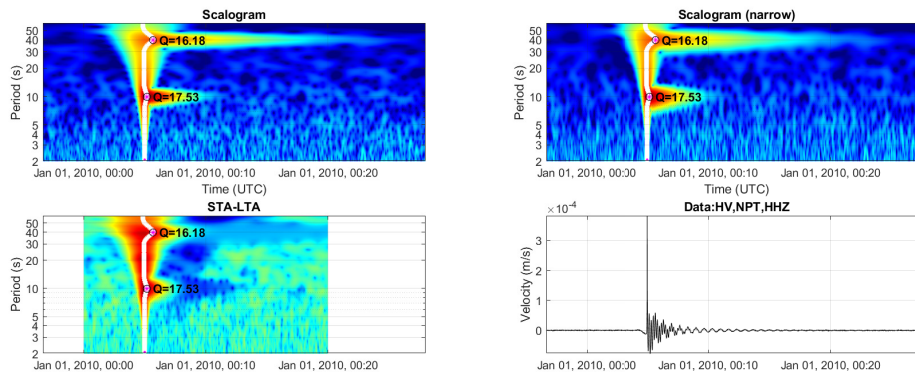 Scalogram
50
40
30
20
10
5
4
3
2
Period (s)
Q=16.18
Q=17.53
Jan 01, 2010, 00:00
Jan 01, 2010, 00:10
Jan 01, 2010, 00:20
Time (UTC)
Scalogram (narrow)
50
40
30
20
10
5
4
3
2
Period (s)
Q=16.18
Q=17.53
Jan 01, 2010, 00:00
Jan 01, 2010, 00:10
Jan 01, 2010, 00:20
Time (UTC)
STA-LTA
50
40
30
20
10
5
4
3
2
Period (s)
Q=16.18
Q=17.53
Jan 01, 2010, 00:00
Jan 01, 2010, 00:10
Jan 01, 2010, 00:20
Data:HV,NPT,HHZ
×10⁻⁴
3
2
1
0
Velocity (m/s)
Jan 01, 2010, 00:00
Jan 01, 2010, 00:10
Jan 01, 2010, 00:20